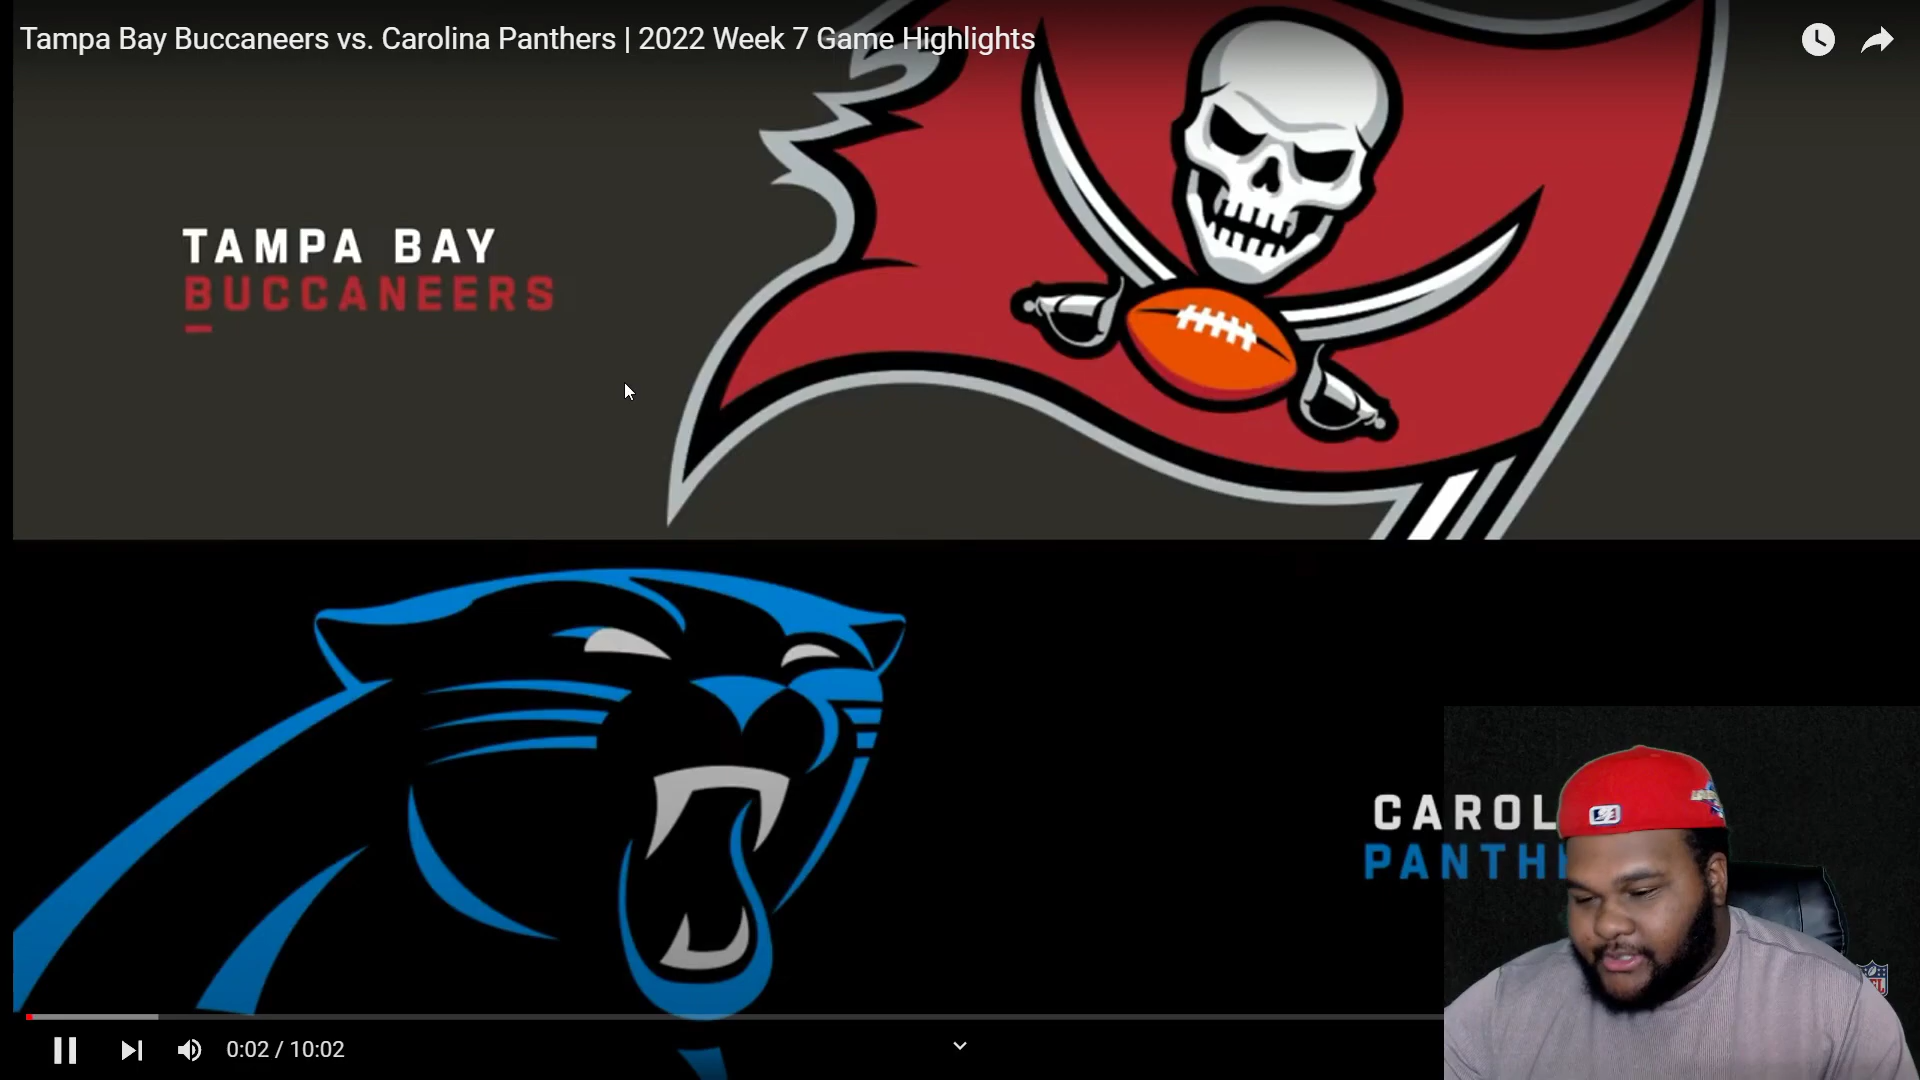 Tampa Bay Buccaneers vs. Carolina Panthers | 2022 Week 7 Game Highlights
TAMPA BAY
BUCCANEERS
CAROL
PANTH
0:02 / 10:02